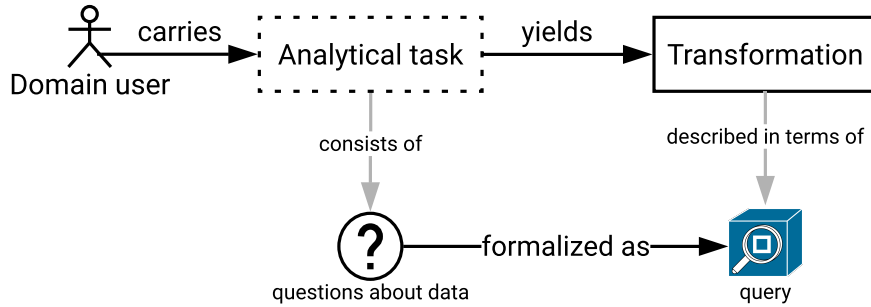 carries
yields
Analytical task
Transformation
Domain user
consists of
described in terms of
?
formalized as
questions about data
query